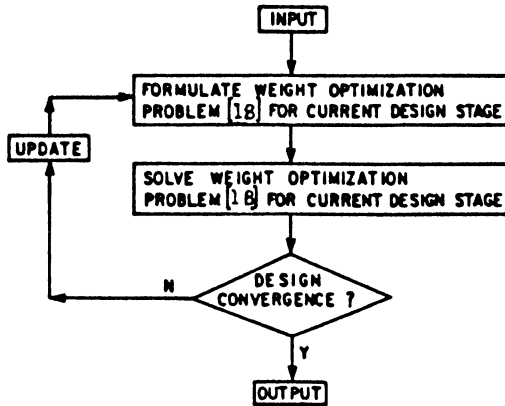 INPUT
FORMULATE WEIGHT OPTIMIZATION
PROBLEM [18] FOR CURRENT DESIGN STAGE
UPDATE
SOLVE WEIGHT OPTIMIZATION
PROBLEM [18] FOR CURRENT DESIGN STAGE
N
DESIGN
CONVERGENCE ?
Y
OUTPUT